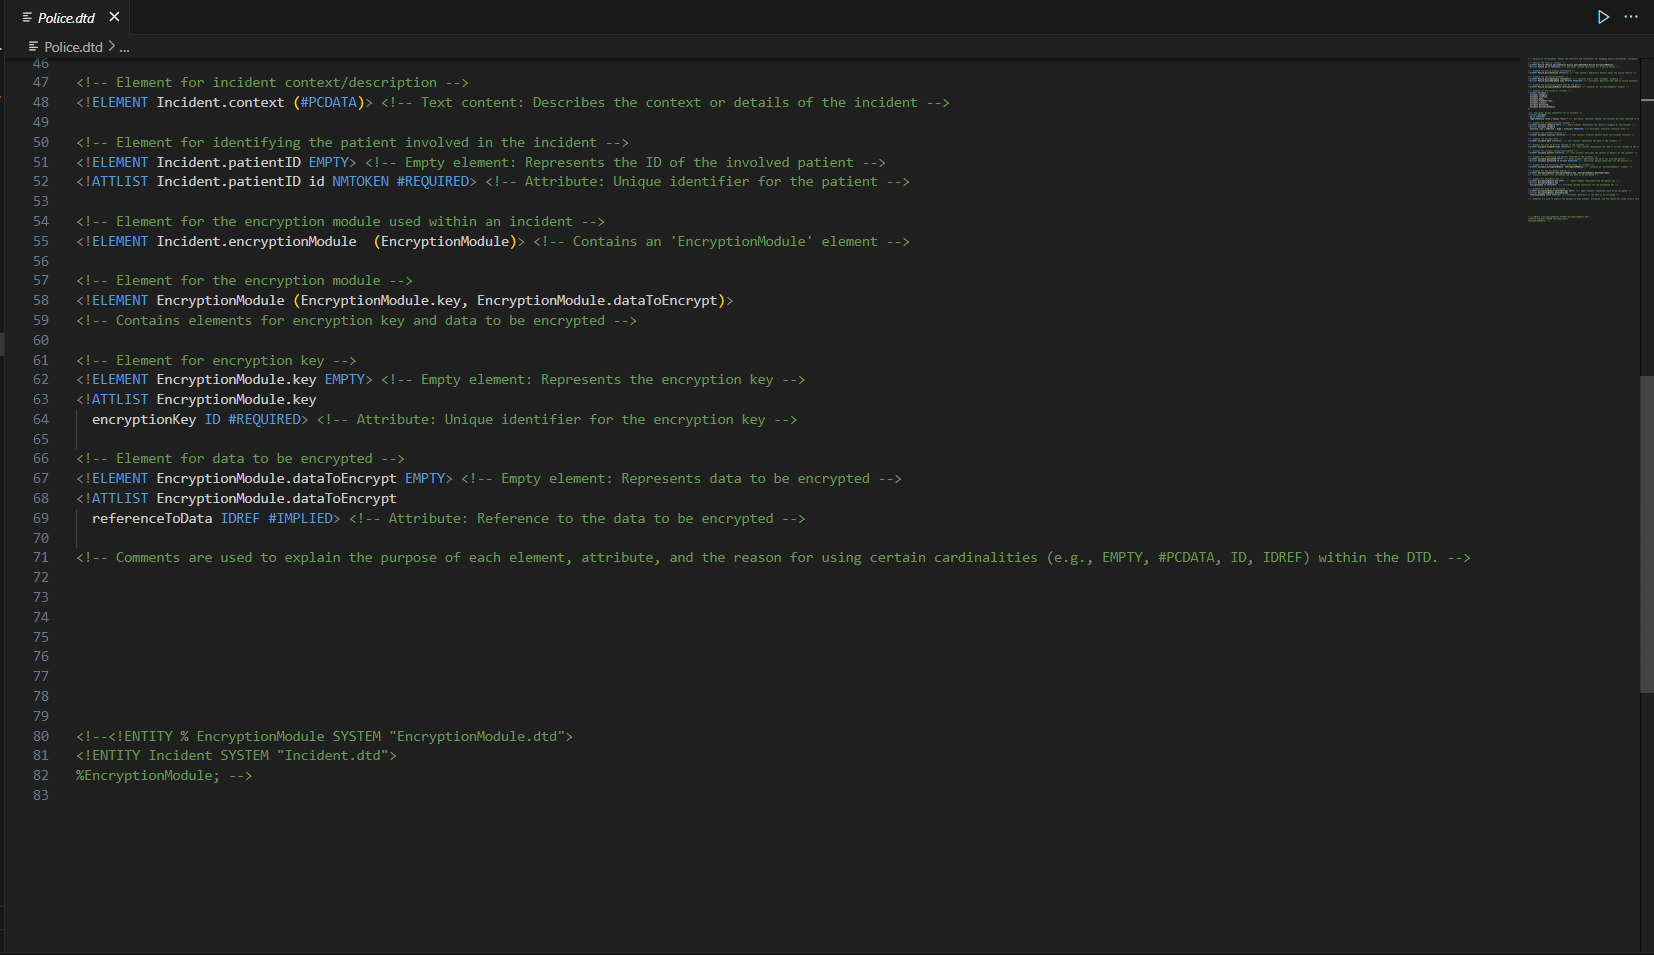 Police.dtd
Police.dtd > ...
46
47 <!-- Element for incident context/description -->
48 <!ELEMENT Incident.context (#PCDATA)> <!-- Text content: Describes the context or details of the incident -->
49
50 <!-- Element for identifying the patient involved in the incident -->
51 <!ELEMENT Incident.patientID EMPTY> <!-- Empty element: Represents the ID of the involved patient -->
52 <!ATTLIST Incident.patientID id NMTOKEN #REQUIRED> <!-- Attribute: Unique identifier for the patient -->
53
54 <!-- Element for the encryption module used within an incident -->
55 <!ELEMENT Incident.encryptionModule  (EncryptionModule)> <!-- Contains an 'EncryptionModule' element -->
56
57 <!-- Element for the encryption module -->
58 <!ELEMENT EncryptionModule (EncryptionModule.key, EncryptionModule.dataToEncrypt)>
59 <!-- Contains elements for encryption key and data to be encrypted -->
60
61 <!-- Element for encryption key -->
62 <!ELEMENT EncryptionModule.key EMPTY> <!-- Empty element: Represents the encryption key -->
63 <!ATTLIST EncryptionModule.key
64   encryptionKey ID #REQUIRED> <!-- Attribute: Unique identifier for the encryption key -->
65
66 <!-- Element for data to be encrypted -->
67 <!ELEMENT EncryptionModule.dataToEncrypt EMPTY> <!-- Empty element: Represents data to be encrypted -->
68 <!ATTLIST EncryptionModule.dataToEncrypt
69   referenceToData IDREF #IMPLIED> <!-- Attribute: Reference to the data to be encrypted -->
70
71 <!-- Comments are used to explain the purpose of each element, attribute, and the reason for using certain cardinalities (e.g., EMPTY, #PCDATA, ID, IDREF) within the DTD. -->
72
73
74
75
76
77
78
79
80 <!--<!ENTITY % EncryptionModule SYSTEM "EncryptionModule.dtd">
81 <!ENTITY Incident SYSTEM "Incident.dtd">
82 %EncryptionModule; -->
83